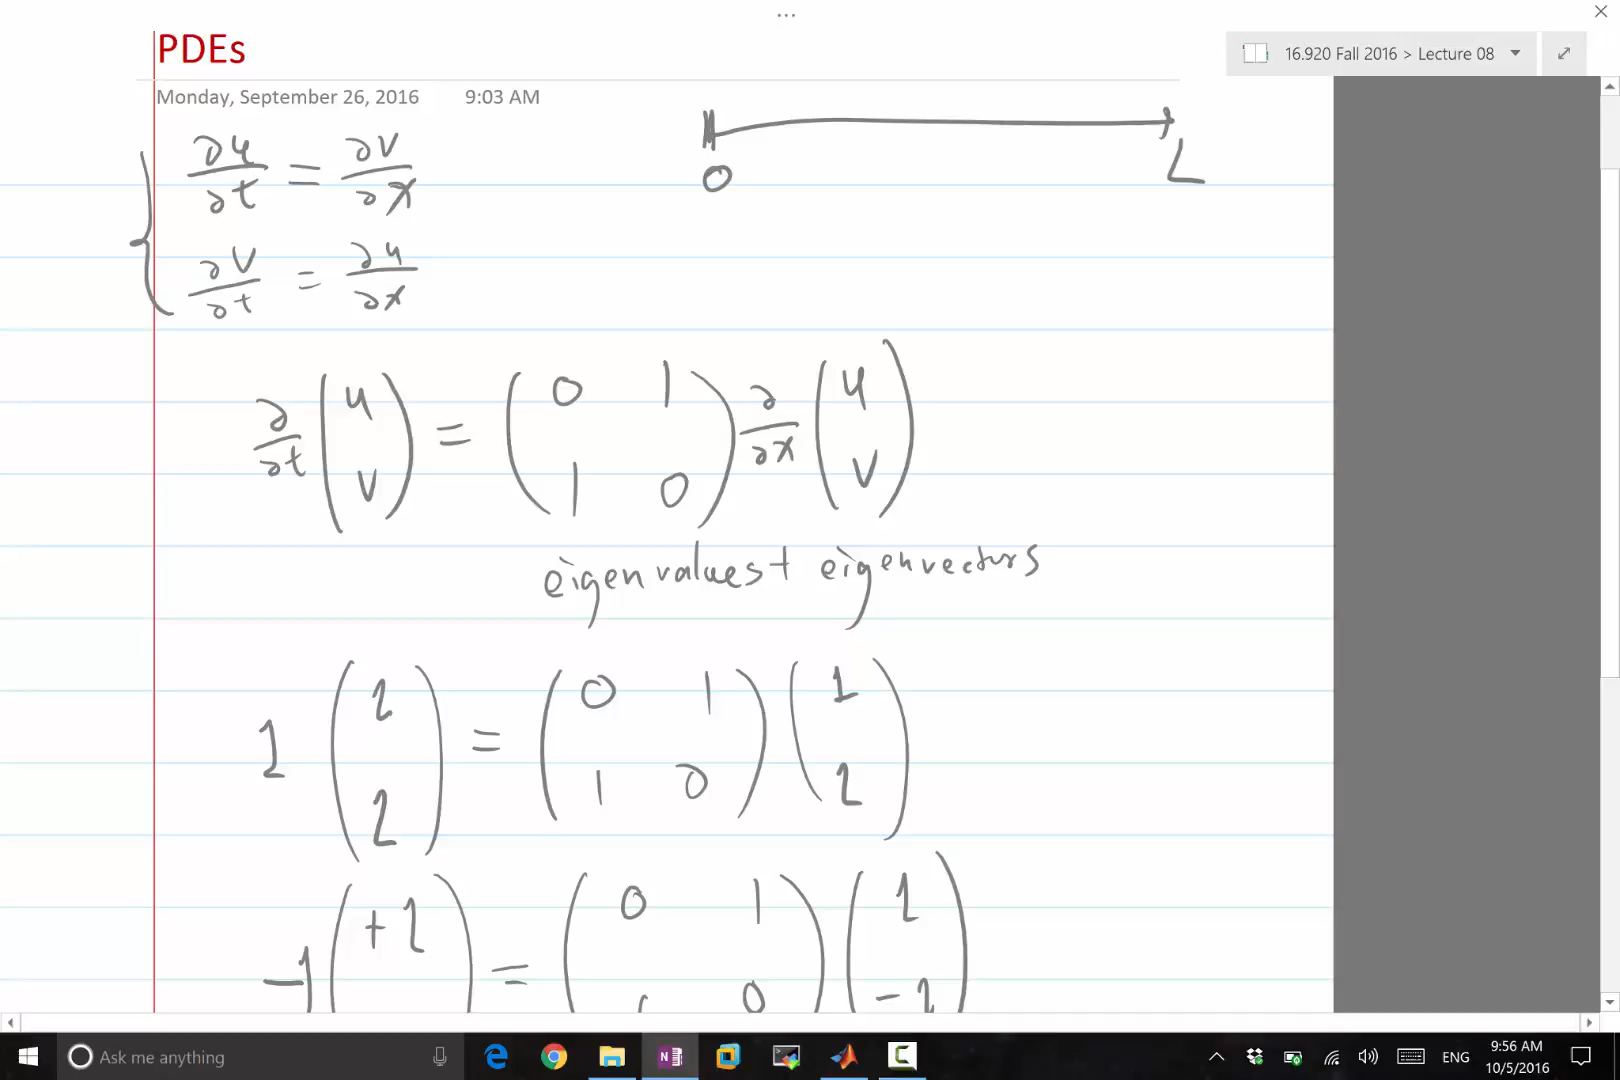 PDEs
16.920 Fall 2016 > Lecture 08
Monday, September 26, 2016 9:03 AM
∂u/∂t = ∂v/∂x
0 L
∂v/∂t = ∂u/∂x
∂/∂t (u v) = (0 1 1 0) ∂/∂x (u v)
eigenvalues + eigenvectors
1 (1 1) = (0 1 1 0) (1 1)
-1 (+1 = (0 1 0) (1 -1)
Ask me anything
ENG
9:56 AM
10/5/2016